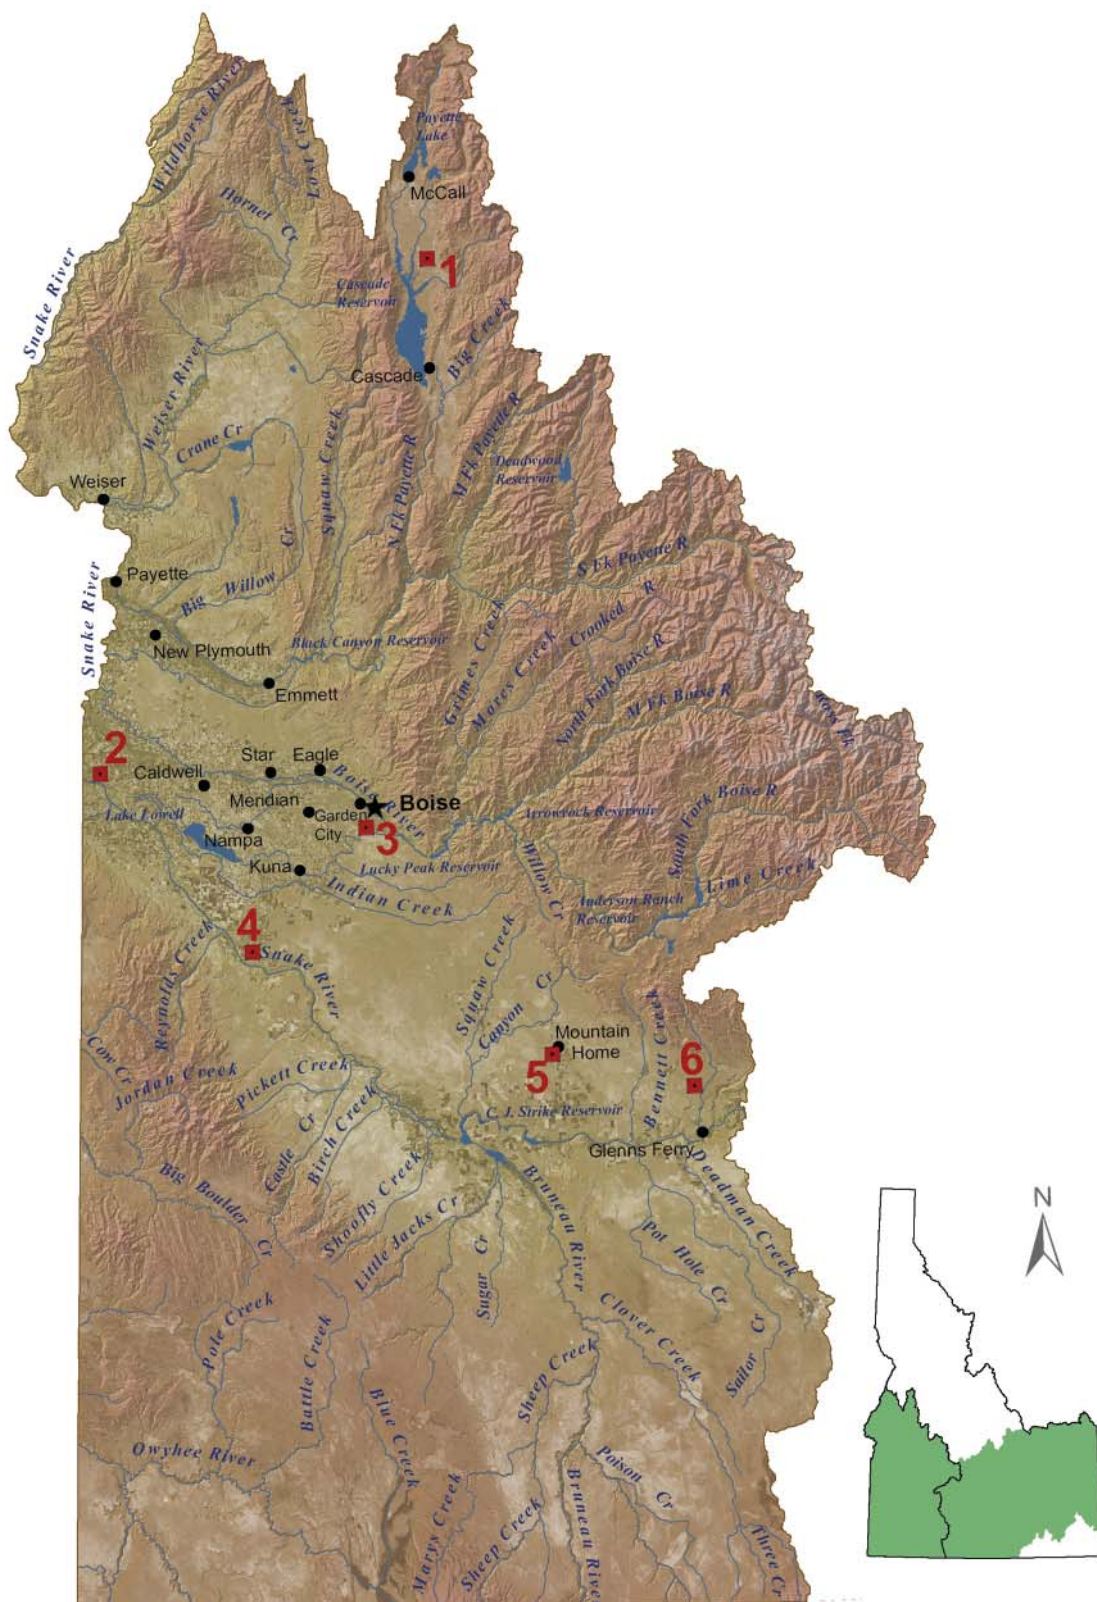 Payette
Lake
McCall
Wildhorse River
Lost Creek
Hornet Cr
Snake River
1
Cascade
Reservoir
Cascade
Big Creek
Weiser River
Crane Cr
Squaw Creek
N Fk Payette R
M Fk Payette R
Deadwood
Reservoir
Weiser
S Fk Payette R
Payette
Big Willow Cr
Snake River
New Plymouth
Black Canyon Reservoir
Emmett
Grimes Creek
Mores Creek
Crooked R
North Fork Boise R
M Fk Boise R
2
Star
Eagle
Caldwell
Boise River
Meridian
Garden
City
Boise
Arrowrock Reservoir
Lake Lowell
Nampa
3
Kuna
Lucky Peak Reservoir
Indian Creek
Willow Cr
South Fork Boise R
Lime Creek
Anderson Ranch
Reservoir
4
Snake River
Reynolds Creek
Squaw Creek
Canyon Cr
Mountain
Home
5
Bennett Creek
6
Cow Cr
Jordan Creek
Pickett Creek
Castle Cr
Birch Creek
C. J. Strike Reservoir
Glenns Ferry
Big Boulder Cr
Shoofly Creek
Little Jacks Cr
Sugar Cr
Bruneau River
Deadman Creek
Pot Hole Cr
Clover Creek
Sailor Cr
N
Pole Creek
Battle Creek
Blue Creek
Sheep Creek
Owyhee River
Marys Creek
Sheep Creek
Bruneau Rive
Poison Cr
Three Cr